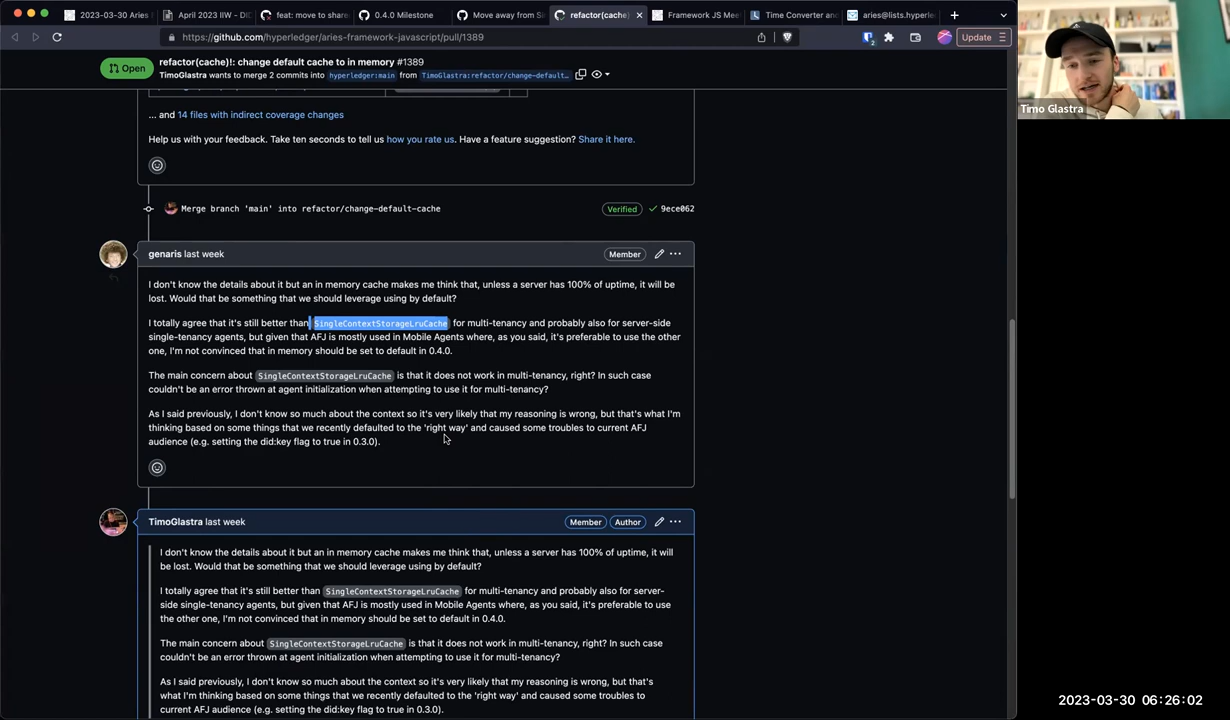 2023-03-30 Aries
April 2023 IIW - DI
feat: move to share
0.4.0 Milestone
Move away from Si
refactor(cache)
Framework JS Mee
Time Converter and
aries@lists.hyperle
https://github.com/hyperledger/aries-framework-javascript/pull/1389
2
Update
Open
refactor(cache)!: change default cache to in memory #1389
TimoGlastra wants to merge 2 commits into hyperledger:main from TimoGlastra:refactor/change-default…
... and 14 files with indirect coverage changes
Help us with your feedback. Take ten seconds to tell us how you rate us. Have a feature suggestion? Share it here.
Merge branch 'main' into refactor/change-default-cache
Verified
9ece062
genaris last week
Member
I don't know the details about it but an in memory cache makes me think that, unless a server has 100% of uptime, it will be
lost. Would that be something that we should leverage using by default?
I totally agree that it's still better than SingleContextStorageLruCache for multi-tenancy and probably also for server-side
single-tenancy agents, but given that AFJ is mostly used in Mobile Agents where, as you said, it's preferable to use the other
one, I'm not convinced that in memory should be set to default in 0.4.0.
The main concern about SingleContextStorageLruCache is that it does not work in multi-tenancy, right? In such case
couldn't be an error thrown at agent initialization when attempting to use it for multi-tenancy?
As I said previously, I don't know so much about the context so it's very likely that my reasoning is wrong, but that's what I'm
thinking based on some things that we recently defaulted to the 'right way' and caused some troubles to current AFJ
audience (e.g. setting the did:key flag to true in 0.3.0).
TimoGlastra last week
Member
Author
I don't know the details about it but an in memory cache makes me think that, unless a server has 100% of uptime, it will
be lost. Would that be something that we should leverage using by default?
I totally agree that it's still better than SingleContextStorageLruCache for multi-tenancy and probably also for server-
side single-tenancy agents, but given that AFJ is mostly used in Mobile Agents where, as you said, it's preferable to use
the other one, I'm not convinced that in memory should be set to default in 0.4.0.
The main concern about SingleContextStorageLruCache is that it does not work in multi-tenancy, right? In such case
couldn't be an error thrown at agent initialization when attempting to use it for multi-tenancy?
As I said previously, I don't know so much about the context so it's very likely that my reasoning is wrong, but that's
what I'm thinking based on some things that we recently defaulted to the 'right way' and caused some troubles to
current AFJ audience (e.g. setting the did:key flag to true in 0.3.0).
Timo Glastra
2023-03-30 06:26:02